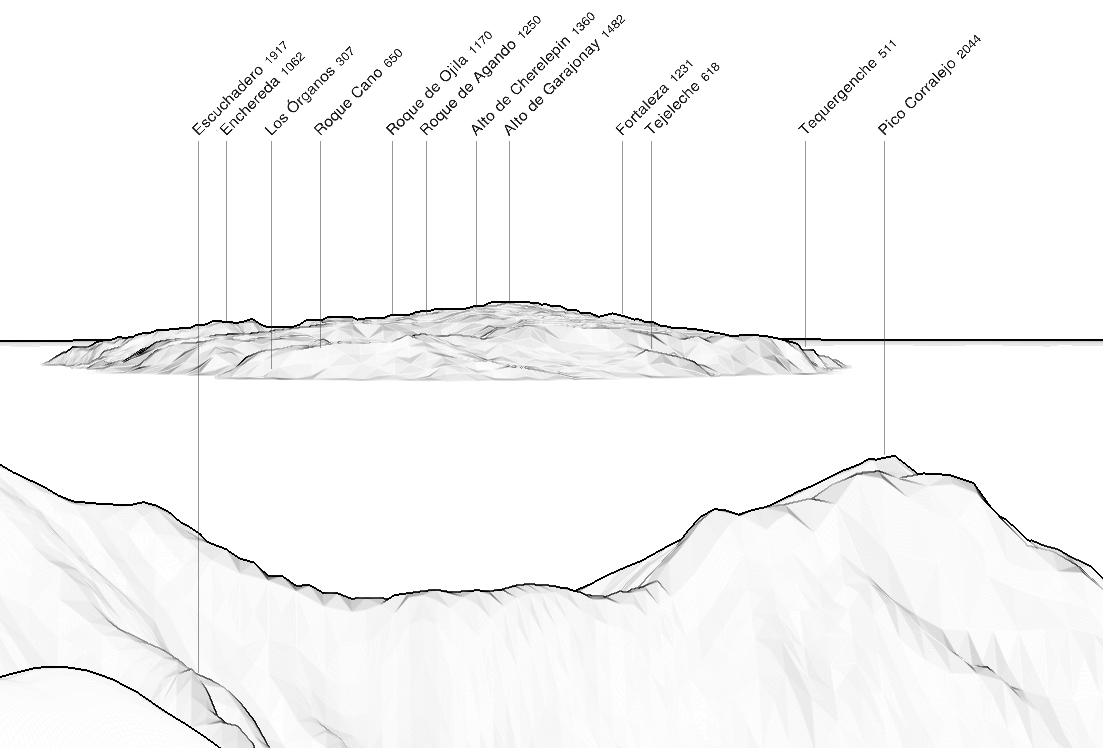 Escuchadero 1917
Enchereda 1062
Los Órganos 307
Roque Cano 650
Roque de Ojila 1170
Roque de Agando 1250
Alto de Cherelepin 1360
Alto de Garajonay 1482
Fortaleza 1231
Tejeleche 618
Tequergenche 511
Pico Corralejo 2044